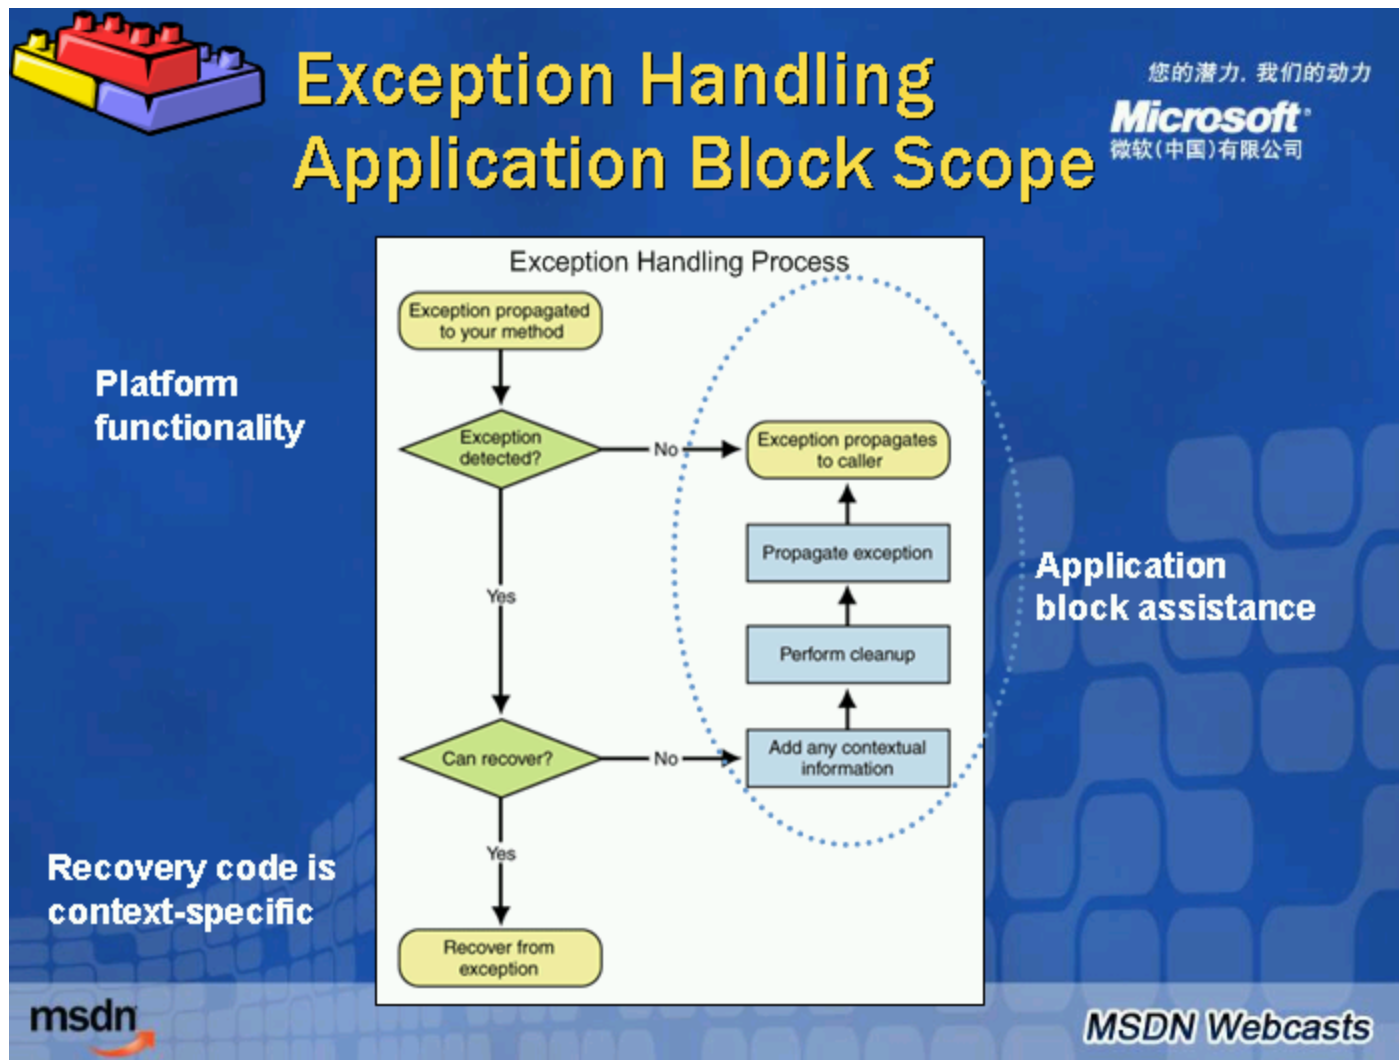 Exception Handling
Application Block Scope
您的潜力. 我们的动力
Microsoft
微软(中国)有限公司
Exception Handling Process
Exception propagated
to your method
Platform
functionality
Exception
detected?
No
Exception propagates
to caller
Propagate exception
Yes
Application
block assistance
Perform cleanup
Can recover?
No
Add any contextual
information
Yes
Recovery code is
context-specific
Recover from
exception
msdn
MSDN Webcasts